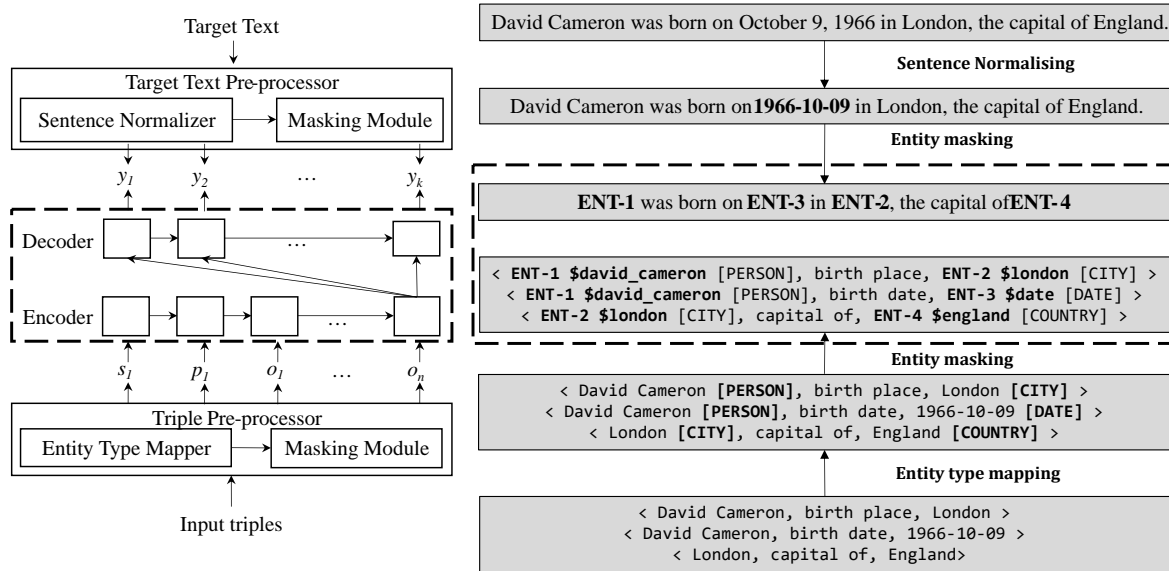 Target Text
Target Text Pre-processor
Sentence Normalizer
Masking Module
y1 y2 ... yk
Decoder
...
Encoder
...
s1 p1 o1 ... on
Triple Pre-processor
Entity Type Mapper
Masking Module
Input triples
David Cameron was born on October 9, 1966 in London, the capital of England.
Sentence Normalising
David Cameron was born on 1966-10-09 in London, the capital of England.
Entity masking
ENT-1 was born on ENT-3 in ENT-2, the capital of ENT-4
< ENT-1 $david_cameron [PERSON], birth place, ENT-2 $london [CITY] >
< ENT-1 $david_cameron [PERSON], birth date, ENT-3 $date [DATE] >
< ENT-2 $london [CITY], capital of, ENT-4 $england [COUNTRY] >
Entity masking
< David Cameron [PERSON], birth place, London [CITY] >
< David Cameron [PERSON], birth date, 1966-10-09 [DATE] >
< London [CITY], capital of, England [COUNTRY] >
Entity type mapping
< David Cameron, birth place, London >
< David Cameron, birth date, 1966-10-09 >
< London, capital of, England>